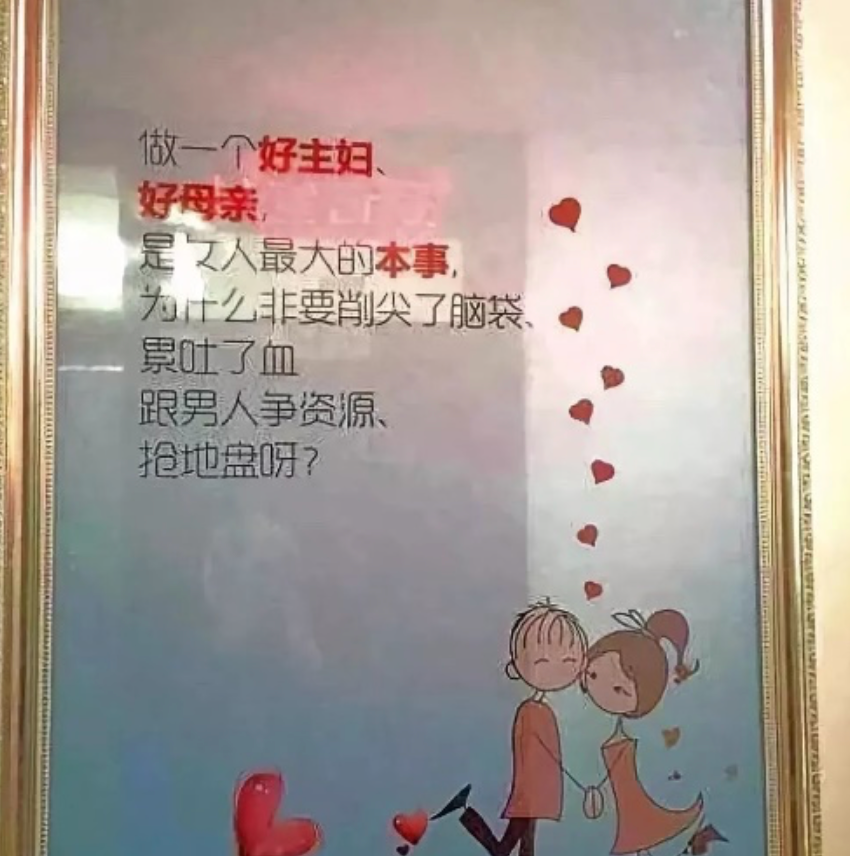 做一个好主妇、
好母亲,
是女人最大的本事,
为什么非要削尖了脑袋、
累吐了血
跟男人争资源、
抢地盘呀?